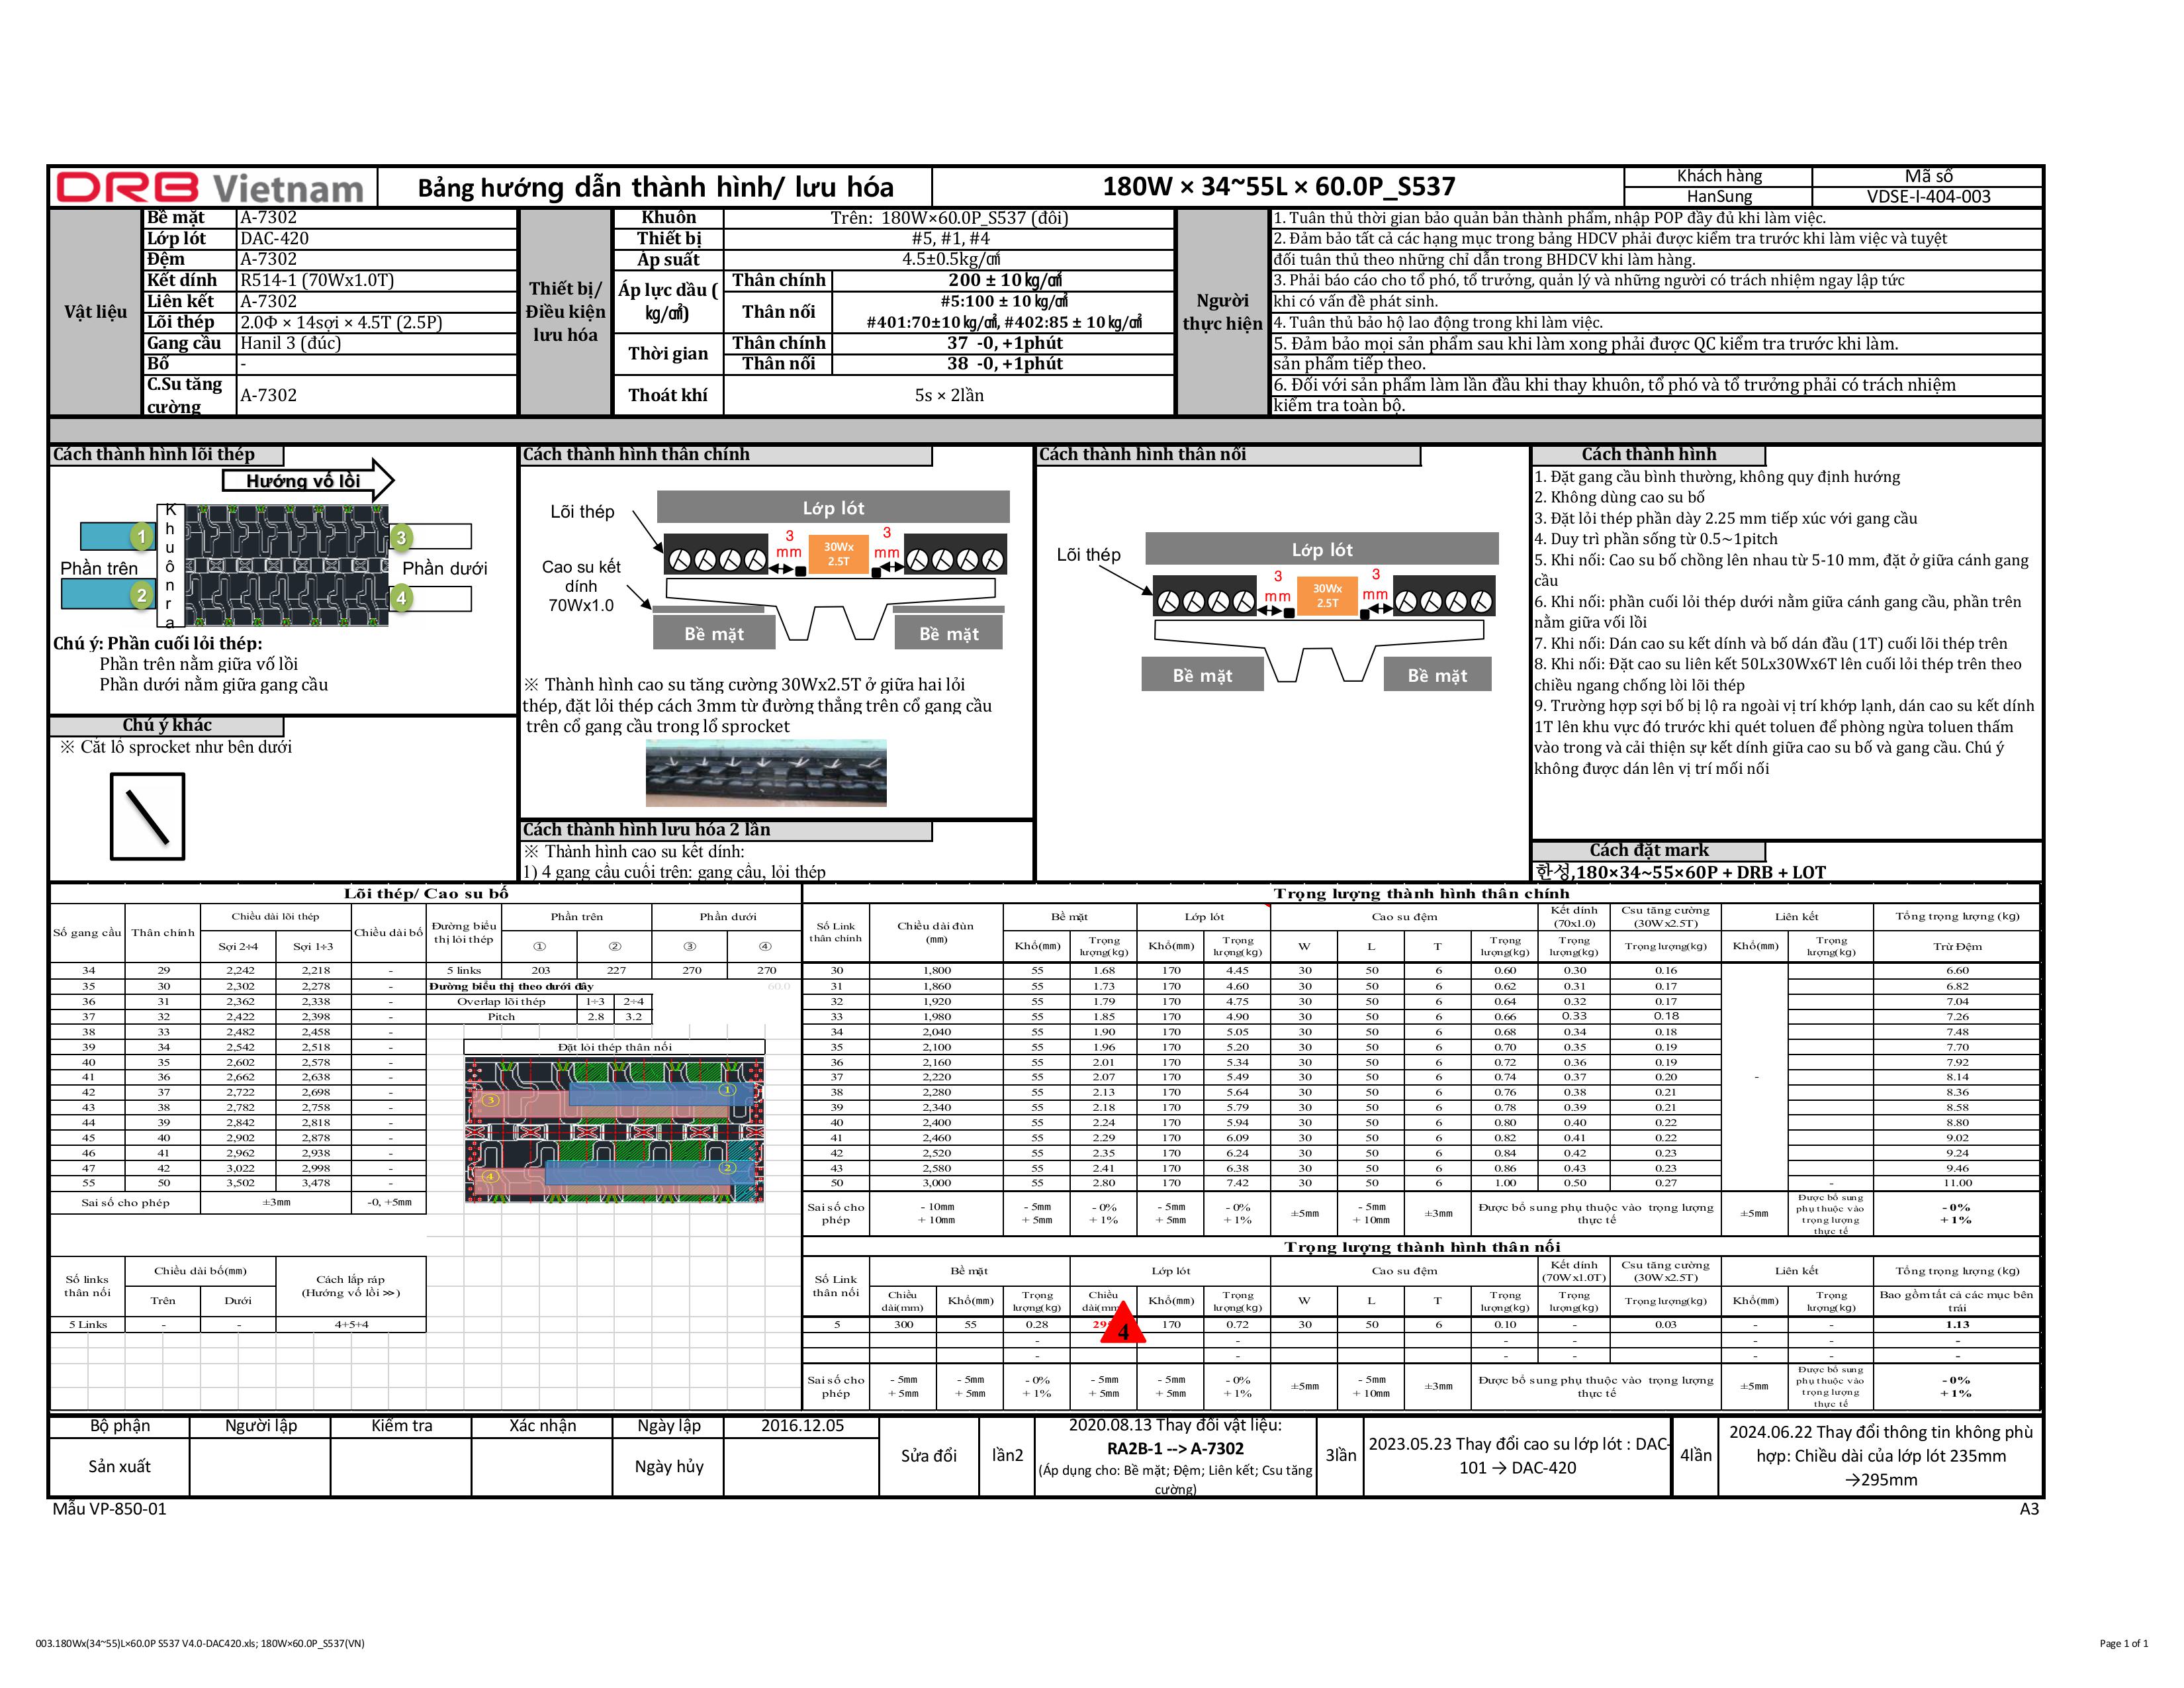 DRB Vietnam
Bảng hướng dẫn thành hình/ lưu hóa
180W × 34~55L × 60.0P_S537
Khách hàng
Mã số
HanSung
VDSE-I-404-003
Vật liệu
Bề mặt A-7302
Lớp lót DAC-420
Đệm A-7302
Kết dính R514-1 (70Wx1.0T)
Liên kết A-7302
Lõi thép 2.0Φ × 14sợi × 4.5T (2.5P)
Gang cầu Hanil 3 (đúc)
Bố -
C.Su tăng cường A-7302
Thiết bị/ Điều kiện lưu hóa
Khuôn Trên: 180W×60.0P_S537 (đôi)
Thiết bị #5, #1, #4
Áp suất 4.5±0.5kg/㎠
Áp lực dầu ( kg/㎠)
Thân chính 200 ± 10㎏/㎠
Thân nối #5:100 ± 10㎏/㎠
#401:70±10㎏/㎠, #402:85 ± 10㎏/㎠
Thời gian
Thân chính 37 -0, +1phút
Thân nối 38 -0, +1phút
Thoát khí 5s × 2lần
Người thực hiện
1. Tuân thủ thời gian bảo quản bản thành phẩm, nhập POP đầy đủ khi làm việc.
2. Đảm bảo tất cả các hạng mục trong bảng HDCV phải được kiểm tra trước khi làm việc và tuyệt
đối tuân thủ theo những chỉ dẫn trong BHDCV khi làm hàng.
3. Phải báo cáo cho tổ phó, tổ trưởng, quản lý và những người có trách nhiệm ngay lập tức
khi có vấn đề phát sinh.
4. Tuân thủ bảo hộ lao động trong khi làm việc.
5. Đảm bảo mọi sản phẩm sau khi làm xong phải được QC kiểm tra trước khi làm.
sản phẩm tiếp theo.
6. Đối với sản phẩm làm lần đầu khi thay khuôn, tổ phó và tổ trưởng phải có trách nhiệm
kiểm tra toàn bộ.
Cách thành hình lõi thép
Hướng vố lồi
Khuôn ra
1
2
3
4
Phần trên
Phần dưới
Chú ý: Phần cuối lỏi thép:
Phần trên nằm giữa vố lồi
Phần dưới nằm giữa gang cầu
Chú ý khác
※ Cắt lô sprocket như bên dưới
Cách thành hình thân chính
Lớp lót
Lõi thép
3 mm
30Wx 2.5T
3 mm
Cao su kết dính 70Wx1.0
Bề mặt
Bề mặt
※ Thành hình cao su tăng cường 30Wx2.5T ở giữa hai lỏi
thép, đặt lỏi thép cách 3mm từ đường thẳng trên cổ gang cầu
trên cổ gang cầu trong lổ sprocket
Cách thành hình lưu hóa 2 lần
※ Thành hình cao su kết dính:
1) 4 gang cầu cuối trên: gang cầu, lỏi thép
Cách thành hình thân nối
Lớp lót
Lõi thép
3 mm
30Wx 2.5T
3 mm
Bề mặt
Bề mặt
Cách thành hình
1. Đặt gang cầu bình thường, không quy định hướng
2. Không dùng cao su bố
3. Đặt lỏi thép phần dày 2.25 mm tiếp xúc với gang cầu
4. Duy trì phần sống từ 0.5~1pitch
5. Khi nối: Cao su bố chồng lên nhau từ 5-10 mm, đặt ở giữa cánh gang
cầu
6. Khi nối: phần cuối lỏi thép dưới nằm giữa cánh gang cầu, phần trên
nằm giữa vối lồi
7. Khi nối: Dán cao su kết dính và bố dán đầu (1T) cuối lõi thép trên
8. Khi nối: Đặt cao su liên kết 50Lx30Wx6T lên cuối lỏi thép trên theo
chiều ngang chống lòi lõi thép
9. Trường hợp sợi bố bị lộ ra ngoài vị trí khớp lạnh, dán cao su kết dính
1T lên khu vực đó trước khi quét toluen để phòng ngừa toluen thấm
vào trong và cải thiện sự kết dính giữa cao su bố và gang cầu. Chú ý
không được dán lên vị trí mối nối
Cách đặt mark
한성,180×34~55×60P + DRB + LOT
Lõi thép/ Cao su bố
Số gang cầu Thân chính Chiều dài lõi thép Chiều dài bố Đường biểu thị lỏi thép Phần trên Phần dưới
Sợi 2÷4 Sợi 1÷3 ① ② ③ ④
34 29 2,242 2,218 - 5 links 203 227 270 270
35 30 2,302 2,278 - Đường biểu thị theo dưới đây 60.0
36 31 2,362 2,338 - Overlap lõi thép 1÷3 2÷4
37 32 2,422 2,398 - Pitch 2.8 3.2
38 33 2,482 2,458 -
39 34 2,542 2,518 - Đặt lõi thép thân nối
40 35 2,602 2,578 -
41 36 2,662 2,638 -
42 37 2,722 2,698 -
43 38 2,782 2,758 -
44 39 2,842 2,818 -
45 40 2,902 2,878 -
46 41 2,962 2,938 -
47 42 3,022 2,998 -
55 50 3,502 3,478 -
Sai số cho phép ±3mm -0, +5mm
① ③ ② ④
Số links thân nối Chiều dài bố(mm) Cách lắp ráp (Hướng vố lồi ≫ )
Trên Dưới
5 Links - - 4+5+4
Trọng lượng thành hình thân chính
Số Link thân chính Chiều dài đùn (mm) Bề mặt Lớp lót Cao su đệm Kết dính (70x1.0) Csu tăng cường (30Wx2.5T) Liên kết Tổng trọng lượng (kg)
Khổ(mm) Trọng lượng(kg) Khổ(mm) Trọng lượng(kg) W L T Trọng lượng(kg) Trọng lượng(kg) Trọng lượng(kg) Khổ(mm) Trọng lượng(kg) Trừ Đệm
30 1,800 55 1.68 170 4.45 30 50 6 0.60 0.30 0.16 6.60
31 1,860 55 1.73 170 4.60 30 50 6 0.62 0.31 0.17 6.82
32 1,920 55 1.79 170 4.75 30 50 6 0.64 0.32 0.17 7.04
33 1,980 55 1.85 170 4.90 30 50 6 0.66 0.33 0.18 7.26
34 2,040 55 1.90 170 5.05 30 50 6 0.68 0.34 0.18 7.48
35 2,100 55 1.96 170 5.20 30 50 6 0.70 0.35 0.19 7.70
36 2,160 55 2.01 170 5.34 30 50 6 0.72 0.36 0.19 7.92
37 2,220 55 2.07 170 5.49 30 50 6 0.74 0.37 0.20 - 8.14
38 2,280 55 2.13 170 5.64 30 50 6 0.76 0.38 0.21 8.36
39 2,340 55 2.18 170 5.79 30 50 6 0.78 0.39 0.21 8.58
40 2,400 55 2.24 170 5.94 30 50 6 0.80 0.40 0.22 8.80
41 2,460 55 2.29 170 6.09 30 50 6 0.82 0.41 0.22 9.02
42 2,520 55 2.35 170 6.24 30 50 6 0.84 0.42 0.23 9.24
43 2,580 55 2.41 170 6.38 30 50 6 0.86 0.43 0.23 9.46
50 3,000 55 2.80 170 7.42 30 50 6 1.00 0.50 0.27 - 11.00
Sai số cho phép - 10mm + 10mm - 5mm + 5mm - 0% + 1% - 5mm + 5mm - 0% + 1% ±5mm - 5mm + 10mm ±3mm Được bổ sung phụ thuộc vào trọng lượng thực tế ±5mm Được bổ sung phụ thuộc vào trọng lượng thực tế - 0% + 1%
Trọng lượng thành hình thân nối
Số Link thân nối Bề mặt Lớp lót Cao su đệm Kết dính (70Wx1.0T) Csu tăng cường (30Wx2.5T) Liên kết Tổng trọng lượng (kg)
Chiều dài(mm) Khổ(mm) Trọng lượng(kg) Chiều dài(mm Khổ(mm) Trọng lượng(kg) W L T Trọng lượng(kg) Trọng lượng(kg) Trọng lượng(kg) Khổ(mm) Trọng lượng(kg) Bao gồm tất cả các mục bên trái
5 300 55 0.28 29 4 170 0.72 30 50 6 0.10 - 0.03 - - 1.13
- - - - - - -
- - - - - - -
Sai số cho phép - 5mm + 5mm - 5mm + 5mm - 0% + 1% - 5mm + 5mm - 5mm + 5mm - 0% + 1% ±5mm - 5mm + 10mm ±3mm Được bổ sung phụ thuộc vào trọng lượng thực tế ±5mm Được bổ sung phụ thuộc vào trọng lượng thực tế - 0% + 1%
Bộ phận Người lập Kiểm tra Xác nhận Ngày lập 2016.12.05
Sản xuất Ngày hủy
Sửa đổi
lần2
2020.08.13 Thay đổi vật liệu:
RA2B-1 --> A-7302
(Áp dụng cho: Bề mặt; Đệm; Liên kết; Csu tăng
cường)
3lần
2023.05.23 Thay đổi cao su lớp lót : DAC-
101 → DAC-420
4lần
2024.06.22 Thay đổi thông tin không phù
hợp: Chiều dài của lớp lót 235mm
→295mm
Mẫu VP-850-01
A3
003.180Wx(34~55)L×60.0P S537 V4.0-DAC420.xls; 180W×60.0P_S537(VN)
Page 1 of 1